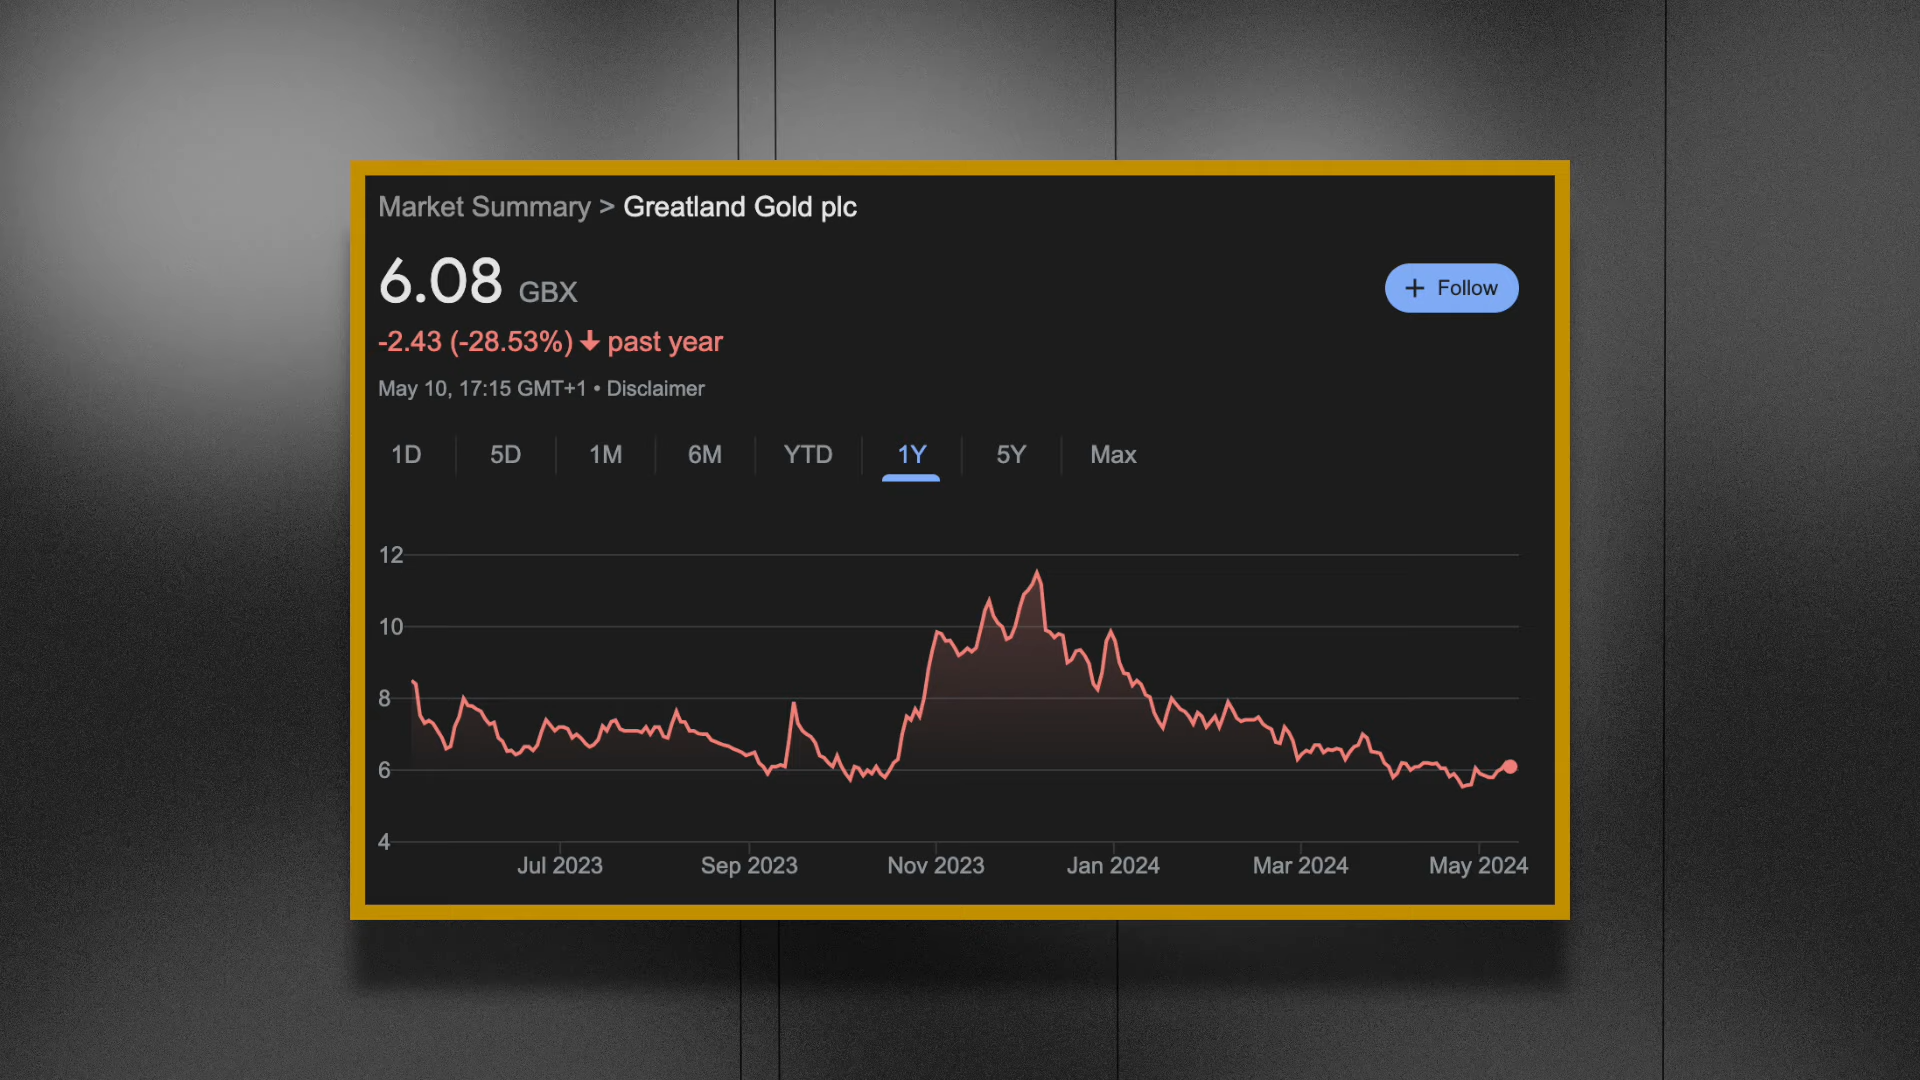 Market Summary > Greatland Gold plc
6.08 GBX
+ Follow
-2.43 (-28.53%) ↓ past year
May 10, 17:15 GMT+1 • Disclaimer
1D 5D 1M 6M YTD 1Y 5Y Max
12
10
8
6
4
Jul 2023 Sep 2023 Nov 2023 Jan 2024 Mar 2024 May 2024